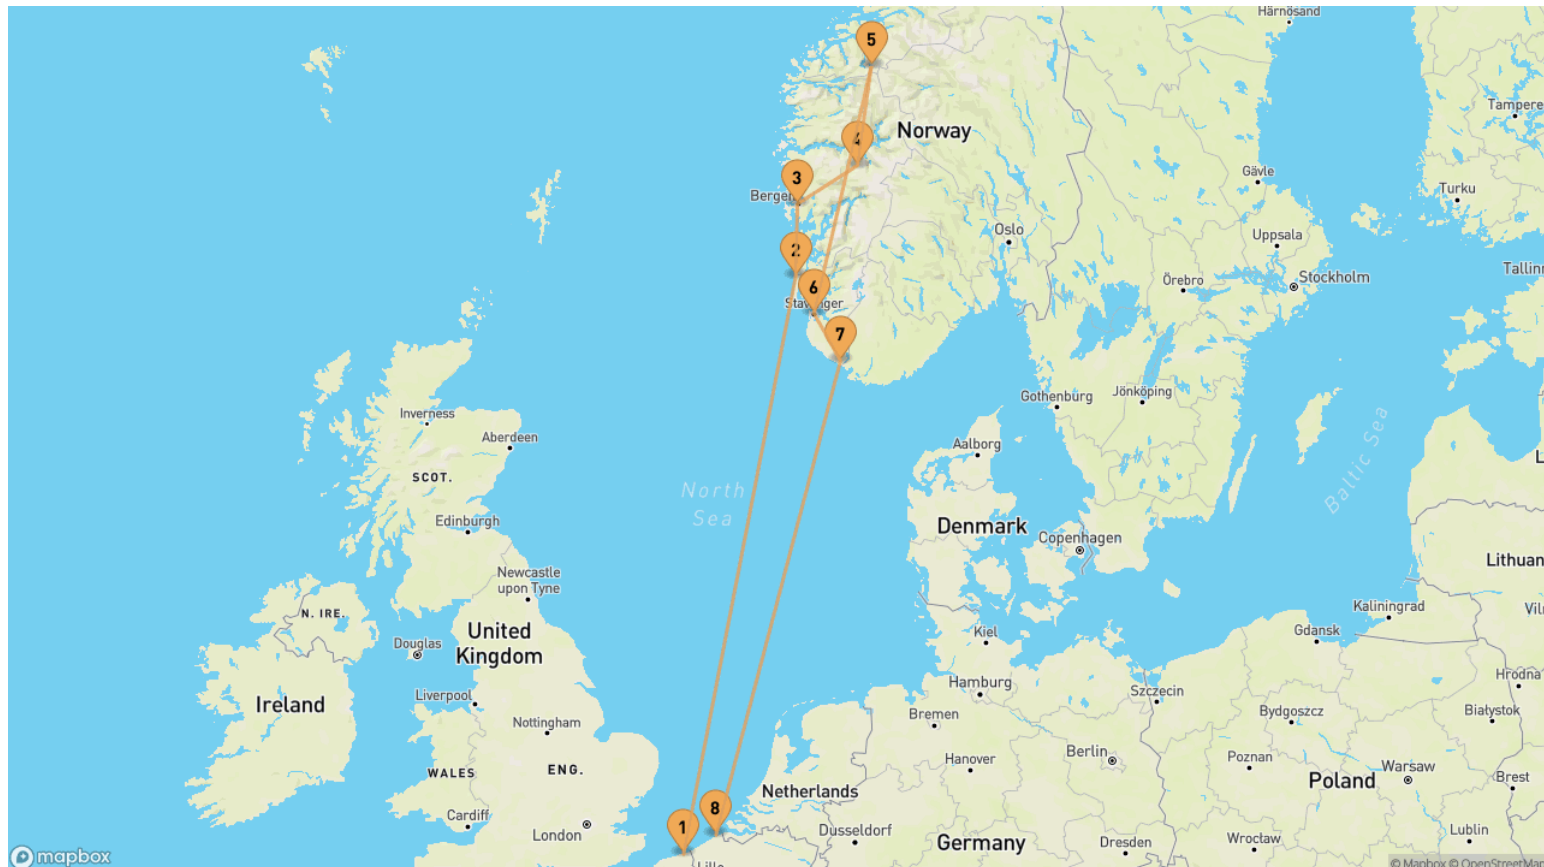 Härnösand
5
Tampere
Norway
4
Gävle
3
Turku
Bergen
Oslo
Uppsala
2
Örebro
Stockholm
6
Stavanger
7
Jönköping
Gothenburg
Inverness
Aberdeen
Aalborg
SCOT.
North
Sea
Baltic Sea
Edinburgh
Denmark
Copenhagen
Newcastle
upon Tyne
N. IRE.
Kaliningrad
Douglas
United
Kingdom
Kiel
Gdansk
Liverpool
Hamburg
Szczecin
Ireland
Nottingham
Bremen
Bydgoszcz
Białystok
Hanover
Berlin
Poznan
WALES
ENG.
Warsaw
Poland
Brest
Netherlands
8
Cardiff
London
1
Dusseldorf
Germany
Dresden
Wrocław
Lublin
mapbox
© Mapbox © OpenStreetMap